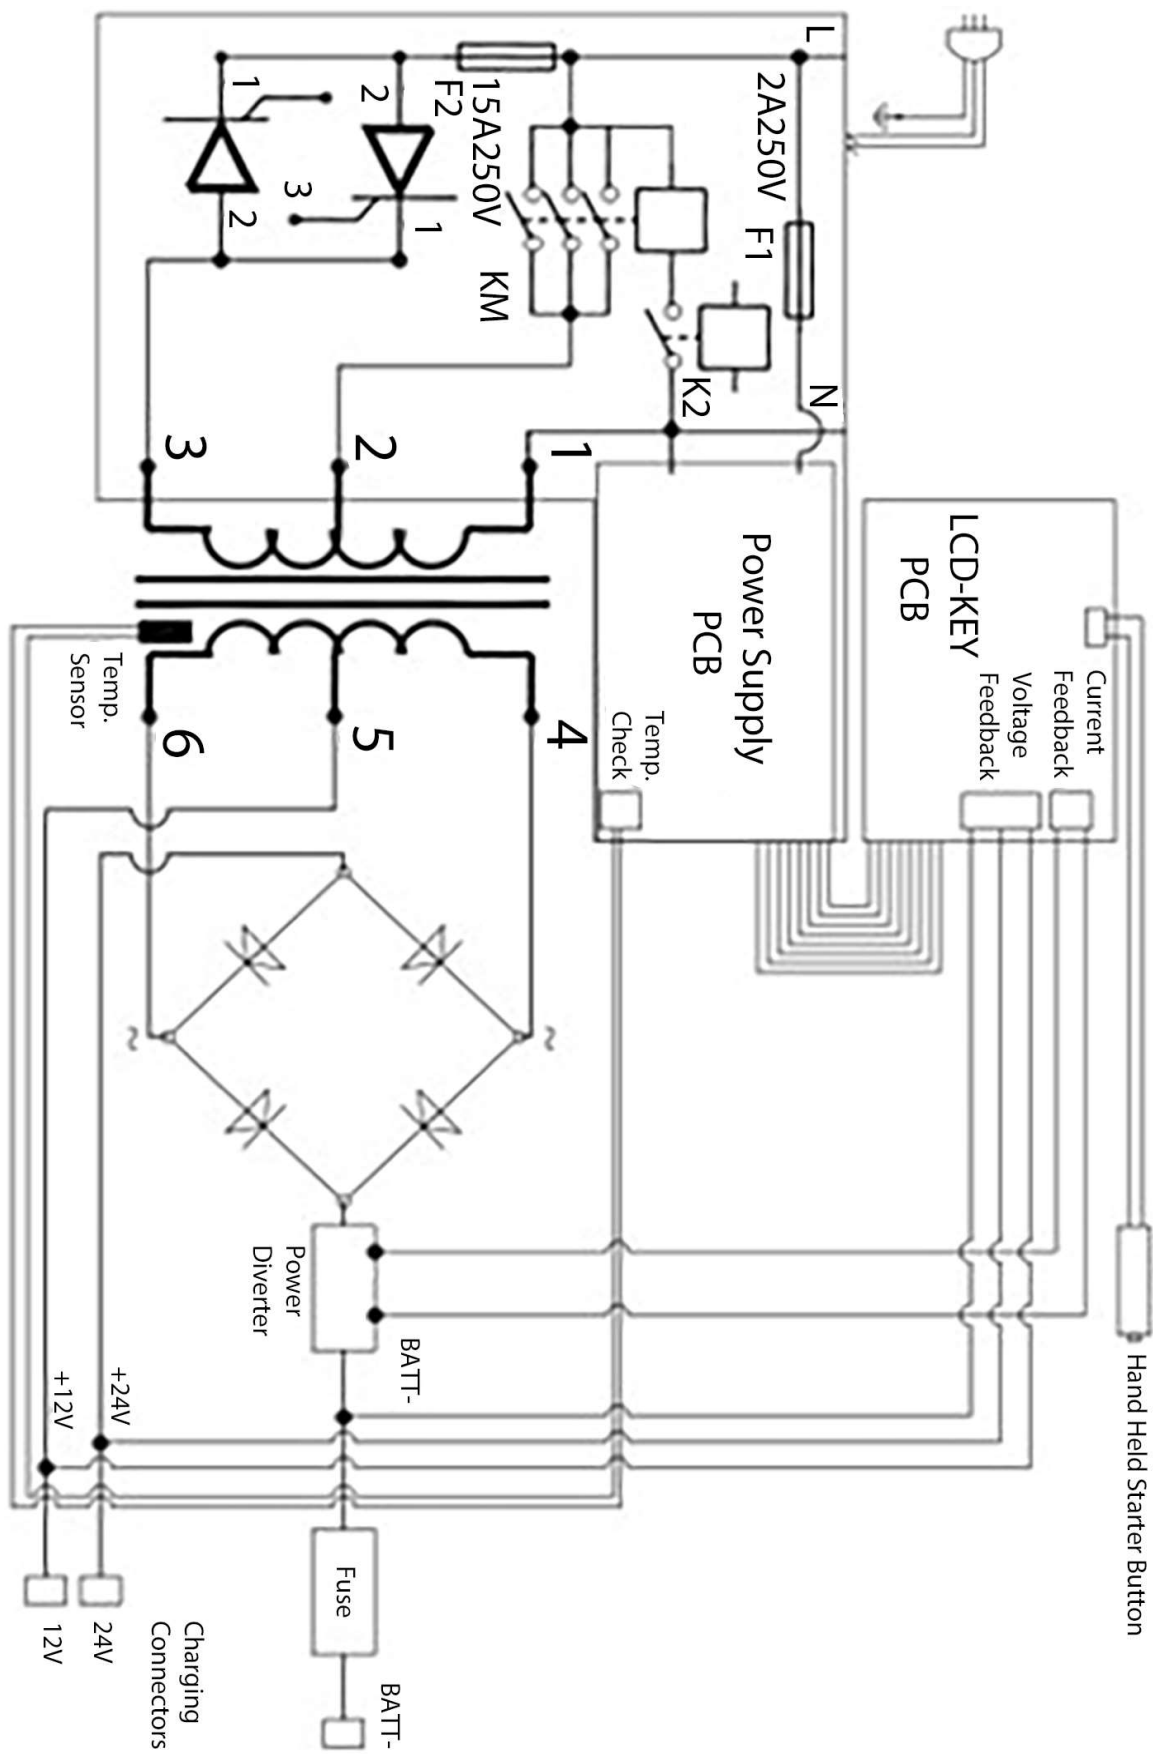 Hand Held Starter Button
LCD-KEY
PCB
Current
Feedback
Voltage
Feedback
L
N
2A250V
F1
K2
Power Supply
PCB
Temp.
Check
15A250V
F2
KM
2
1
3
1
2
1
2
3
4
5
6
Temp.
Sensor
~
~
Power
Diverter
BATT-
+24V
+12V
Fuse
BATT-
Charging
Connectors
24V
12V